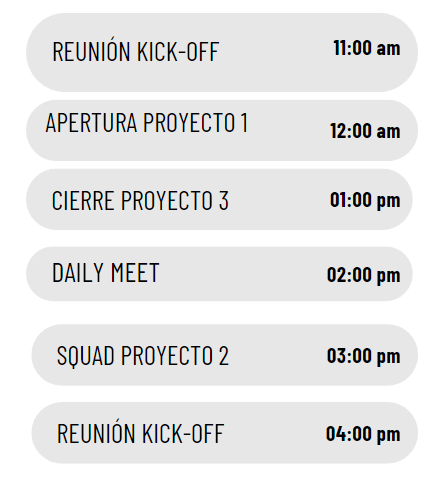 REUNIÓN KICK-OFF 11:00 am
APERTURA PROYECTO 1 12:00 am
CIERRE PROYECTO 3 01:00 pm
DAILY MEET 02:00 pm
SQUAD PROYECTO 2 03:00 pm
REUNIÓN KICK-OFF 04:00 pm